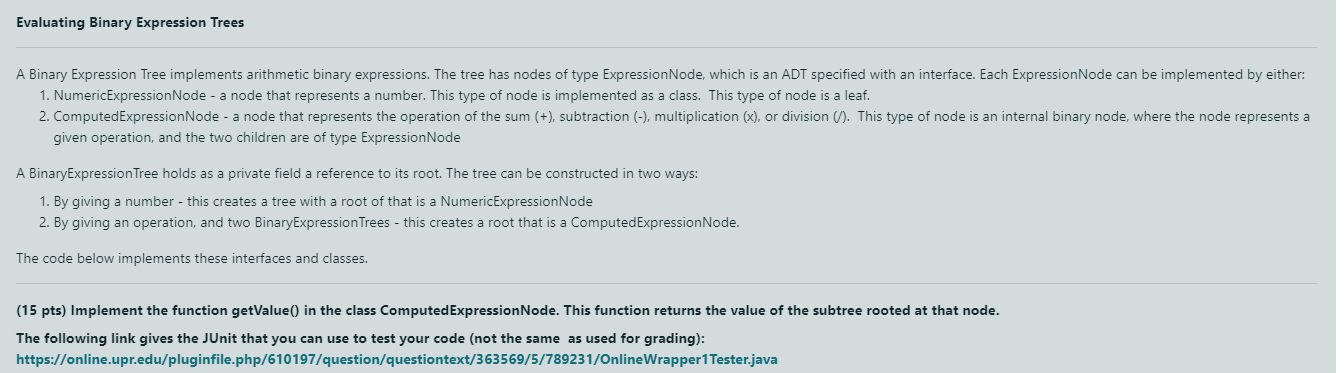 Evaluating Binary Expression Trees
A Binary Expression Tree implements arithmetic binary expressions. The tree has nodes of type ExpressionNode, which is an ADT specified with an interface. Each ExpressionNode can be implemented by either:
1. NumericExpressionNode - a node that represents a number. This type of node is implemented as a class. This type of node is a leaf.
2. ComputedExpressionNode - a node that represents the operation of the sum (+), subtraction (-), multiplication (x), or division (/). This type of node is an internal binary node, where the node represents a
given operation, and the two children are of type ExpressionNode
A BinaryExpressionTree holds as a private field a reference to its root. The tree can be constructed in two ways:
1. By giving a number - this creates a tree with a root of that is a NumericExpressionNode
2. By giving an operation, and two BinaryExpressionTrees - this creates a root that is a ComputedExpressionNode.
The code below implements these interfaces and classes.
(15 pts) Implement the function getValue() in the class ComputedExpressionNode. This function returns the value of the subtree rooted at that node.
The following link gives the JUnit that you can use to test your code (not the same as used for grading):
https://online.upr.edu/pluginfile.php/610197/question/questiontext/363569/5/789231/OnlineWrapper1Tester.java